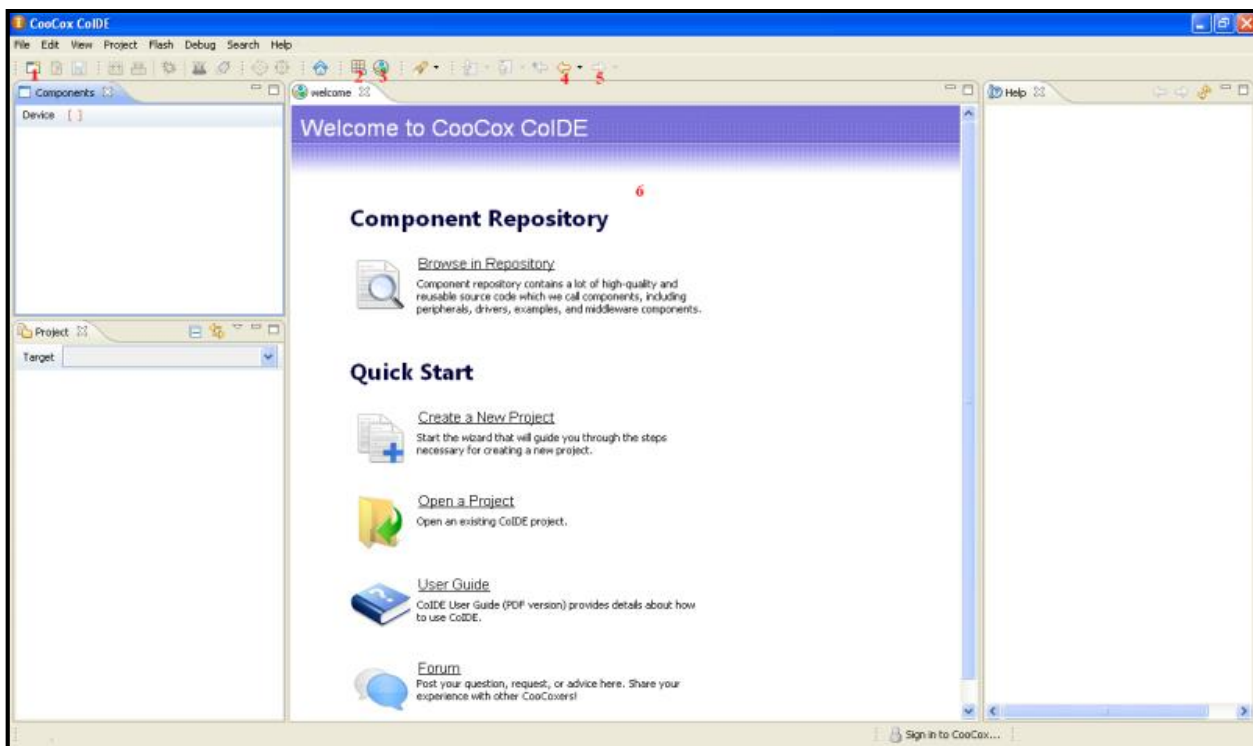 CooCox CoIDE
File Edit View Project Flash Debug Search Help
1 2 3 4 5
Components
Device [ ]
Project
Target
welcome
Welcome to CooCox CoIDE
6
Component Repository
Browse in Repository
Component repository contains a lot of high-quality and
reusable source code which we call components, including
peripherals, drivers, examples, and middleware components.
Quick Start
Create a New Project
Start the wizard that will guide you through the steps
necessary for creating a new project.
Open a Project
Open an existing CoIDE project.
User Guide
CoIDE User Guide (PDF version) provides details about how
to use CoIDE.
Forum
Post your question, request, or advice here. Share your
experience with other CooCoxers!
Help
Sign in to CooCox...